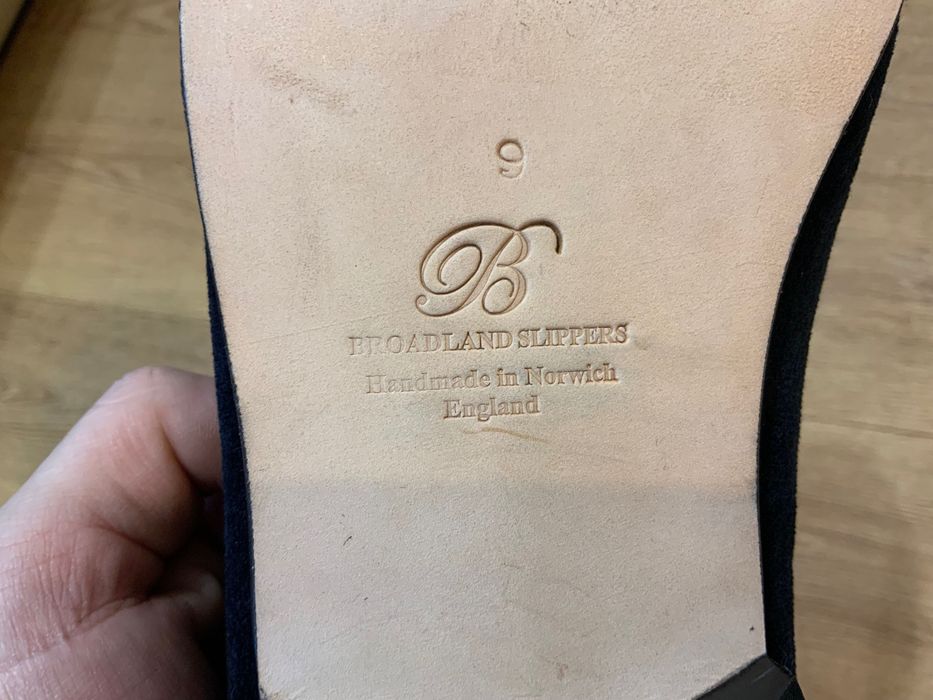 9
B
BROADLAND SLIPPERS
Handmade in Norwich
England